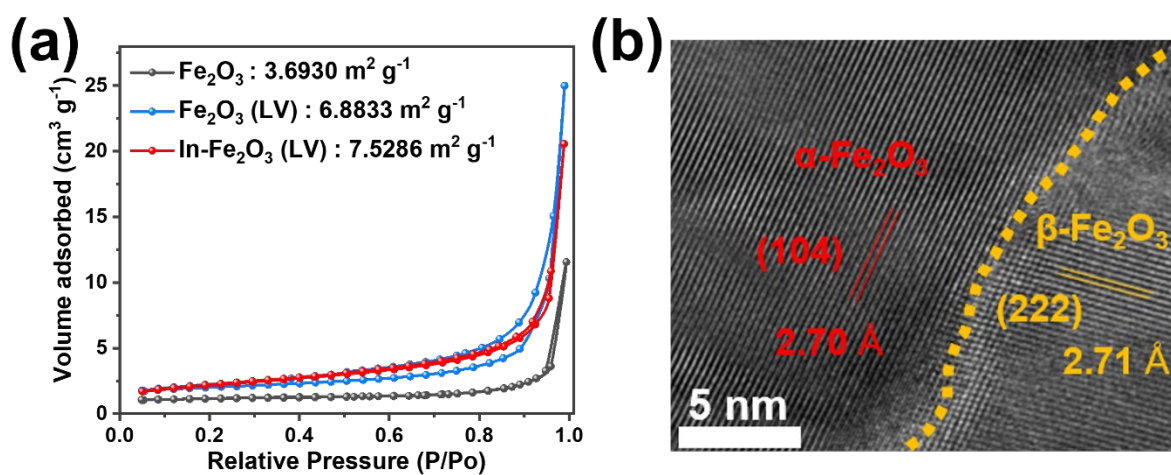 (a)
Fe₂O₃ : 3.6930 m² g⁻¹
Fe₂O₃ (LV) : 6.8833 m² g⁻¹
In-Fe₂O₃ (LV) : 7.5286 m² g⁻¹
Volume adsorbed (cm³ g⁻¹)
25
20
15
10
5
0
0.0 0.2 0.4 0.6 0.8 1.0
Relative Pressure (P/Po)
(b)
α-Fe₂O₃
(104)
2.70 Å
β-Fe₂O₃
(222)
2.71 Å
5 nm